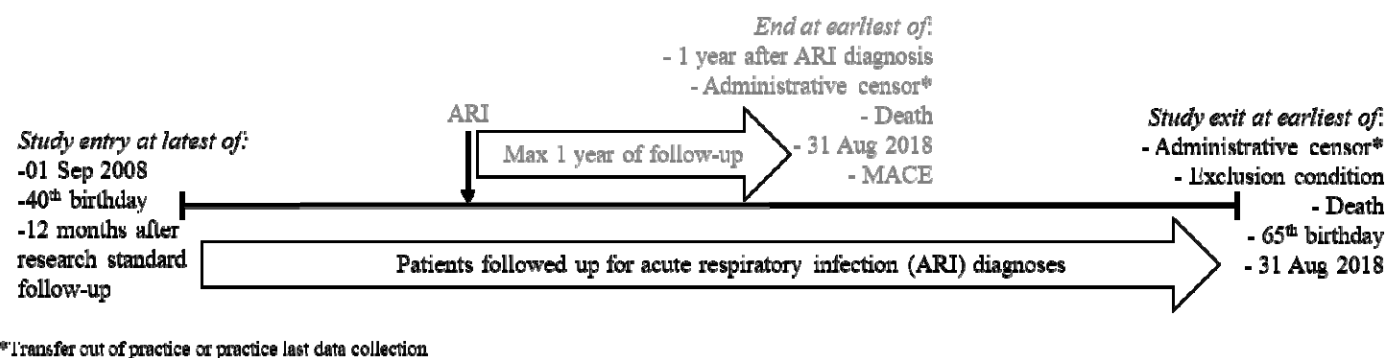 End at earliest of:
- 1 year after ARI diagnosis
- Administrative censor*
- Death
- 31 Aug 2018
- MACE
ARI
Max 1 year of follow-up
Study entry at latest of:
-01 Sep 2008
-40th birthday
-12 months after
research standard
follow-up
Study exit at earliest of:
- Administrative censor*
- Exclusion condition
- Death
- 65th birthday
- 31 Aug 2018
Patients followed up for acute respiratory infection (ARI) diagnoses
*Transfer out of practice or practice last data collection